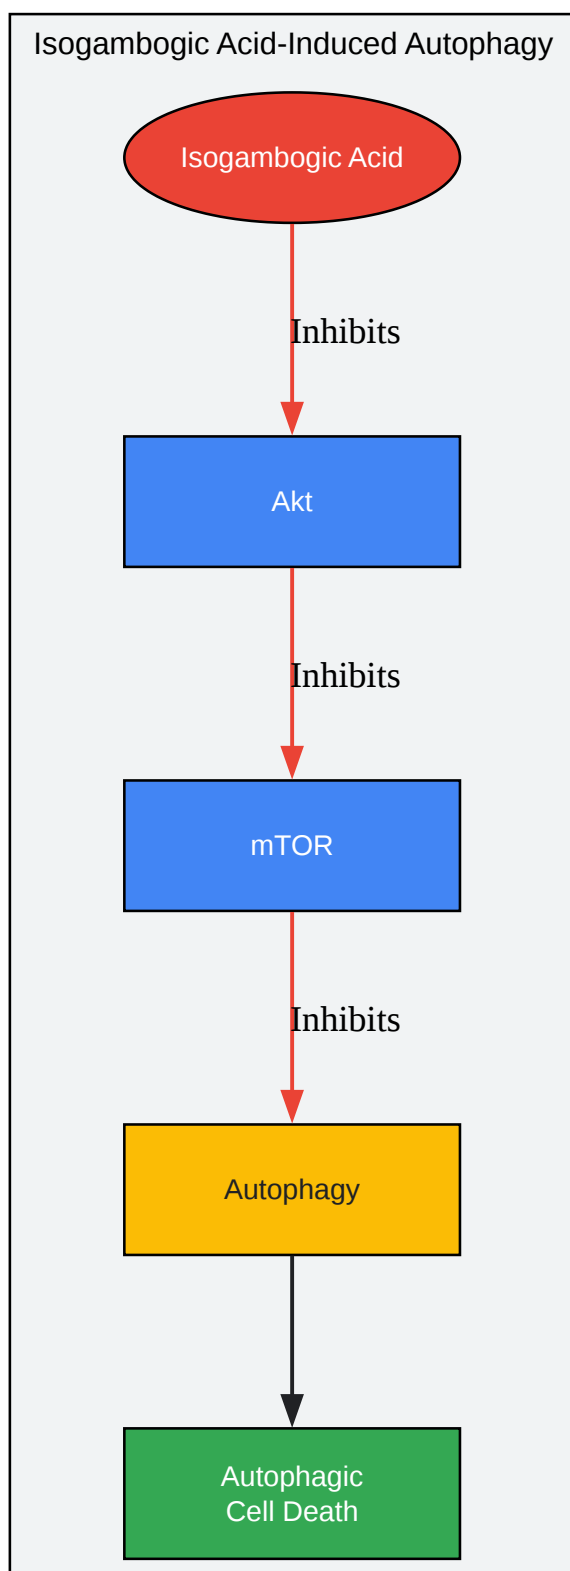 Isogambogic Acid-Induced Autophagy
Isogambogic Acid
Inhibits
Akt
Inhibits
mTOR
Inhibits
Autophagy
Autophagic
Cell Death